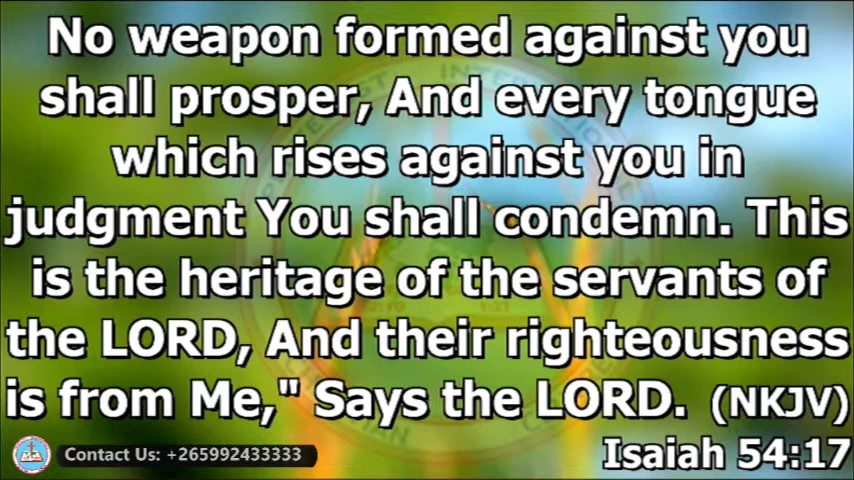 No weapon formed against you
shall prosper, And every tongue
which rises against you in
judgment You shall condemn. This
is the heritage of the servants of
the LORD, And their righteousness
is from Me," Says the LORD. (NKJV)
Isaiah 54:17
Contact Us: +265992433333